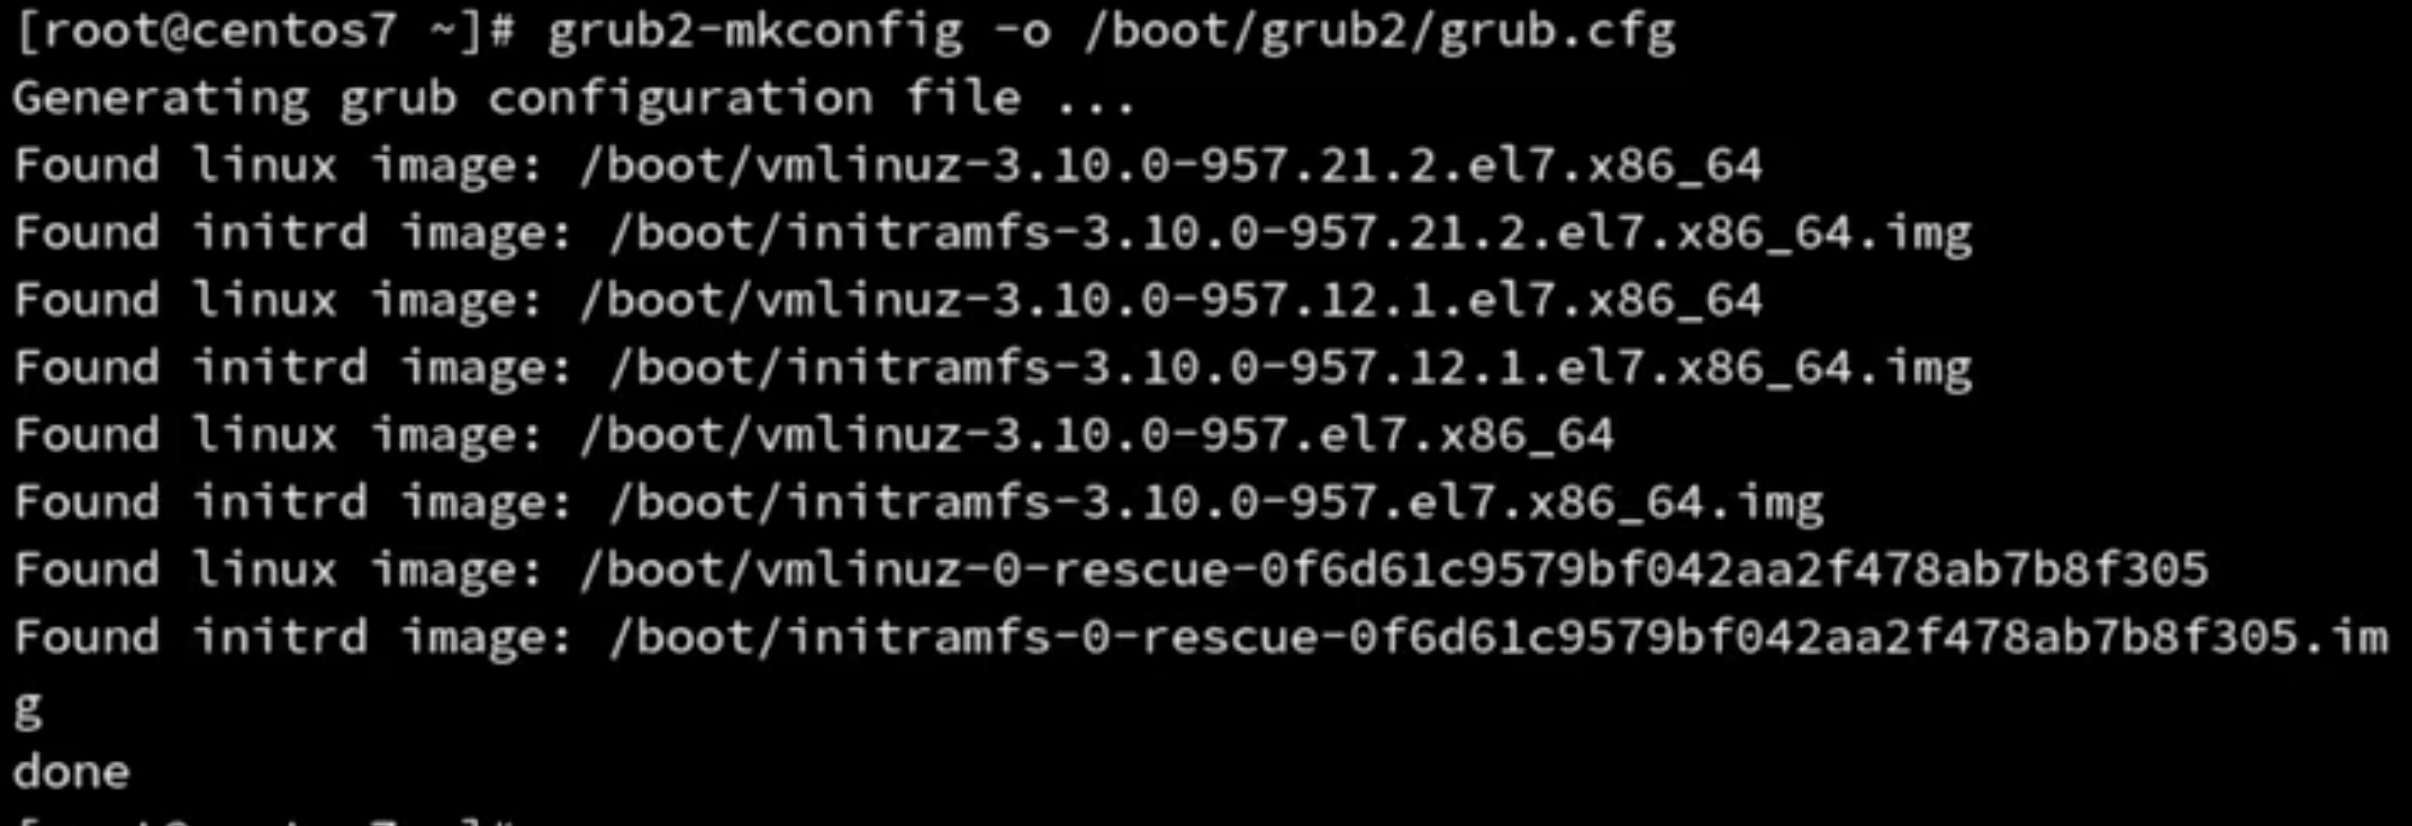 [root@centos7 ~]# grub2-mkconfig -o /boot/grub2/grub.cfg
Generating grub configuration file ...
Found linux image: /boot/vmlinuz-3.10.0-957.21.2.el7.x86_64
Found initrd image: /boot/initramfs-3.10.0-957.21.2.el7.x86_64.img
Found linux image: /boot/vmlinuz-3.10.0-957.12.1.el7.x86_64
Found initrd image: /boot/initramfs-3.10.0-957.12.1.el7.x86_64.img
Found linux image: /boot/vmlinuz-3.10.0-957.el7.x86_64
Found initrd image: /boot/initramfs-3.10.0-957.el7.x86_64.img
Found linux image: /boot/vmlinuz-0-rescue-0f6d61c9579bf042aa2f478ab7b8f305
Found initrd image: /boot/initramfs-0-rescue-0f6d61c9579bf042aa2f478ab7b8f305.im
g
done